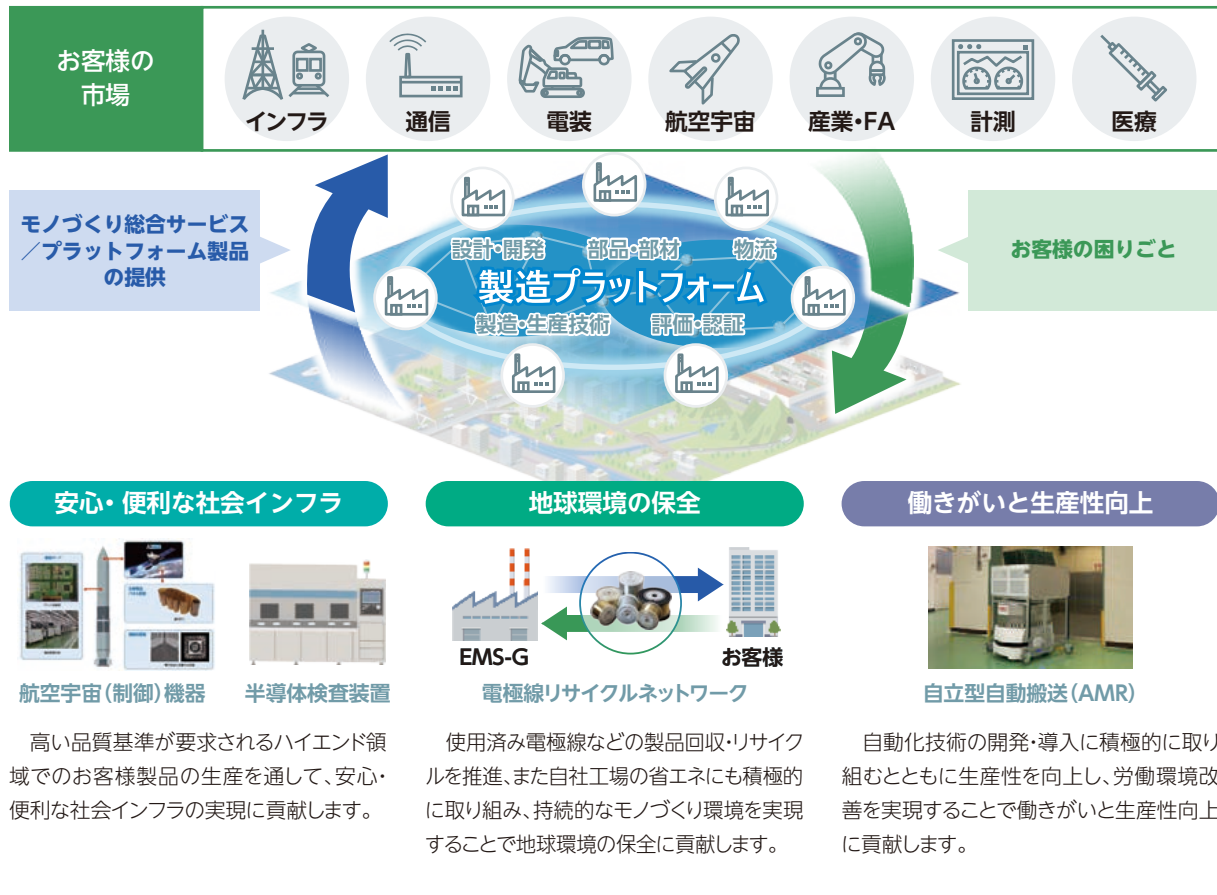 お客様の
市場
インフラ
通信
電装
航空宇宙
産業・FA
計測
医療
モノづくり総合サービス
／プラットフォーム製品
の提供
お客様の困りごと
設計・開発
部品・部材
物流
製造プラットフォーム
製造・生産技術
評価・認証
安心・便利な社会インフラ
地球環境の保全
働きがいと生産性向上
EMS-G
お客様
航空宇宙（制御）機器
半導体検査装置
電極線リサイクルネットワーク
自立型自動搬送（AMR）
高い品質基準が要求されるハイエンド領
域でのお客様製品の生産を通して、安心・
便利な社会インフラの実現に貢献します。
使用済み電極線などの製品回収・リサイク
ルを推進、また自社工場の省エネにも積極的
に取り組み、持続的なモノづくり環境を実現
することで地球環境の保全に貢献します。
自動化技術の開発・導入に積極的に取り
組むとともに生産性を向上し、労働環境改
善を実現することで働きがいと生産性向上
に貢献します。